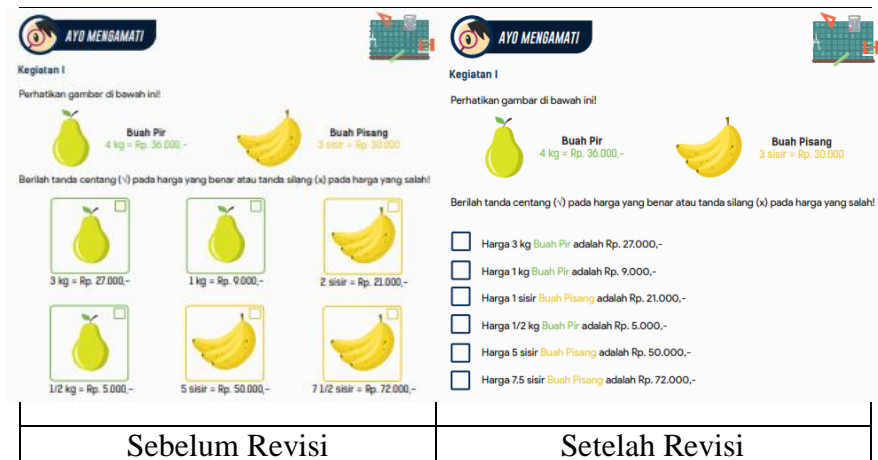 AYO MENGAMATI
Kegiatan I
Perhatikan gambar di bawah ini!
Buah Pir
4 kg = Rp. 36.000,-
Buah Pisang
3 sisir = Rp. 30.000
Berilah tanda centang (√) pada harga yang benar atau tanda silang (x) pada harga yang salah!
3 kg = Rp. 27.000,-
1 kg = Rp. 9.000,-
2 sisir = Rp. 21.000,-
1/2 kg = Rp. 5.000,-
5 sisir = Rp. 50.000,-
7 1/2 sisir = Rp. 72.000,-
Sebelum Revisi
AYO MENGAMATI
Kegiatan I
Perhatikan gambar di bawah ini!
Buah Pir
4 kg = Rp. 36.000,-
Buah Pisang
3 sisir = Rp. 30.000
Berilah tanda centang (√) pada harga yang benar atau tanda silang (x) pada harga yang salah!
Harga 3 kg Buah Pir adalah Rp. 27.000,-
Harga 1 kg Buah Pir adalah Rp. 9.000,-
Harga 1 sisir Buah Pisang adalah Rp. 21.000,-
Harga 1/2 kg Buah Pir adalah Rp. 5.000,-
Harga 5 sisir Buah Pisang adalah Rp. 50.000,-
Harga 7.5 sisir Buah Pisang adalah Rp. 72.000,-
Setelah Revisi